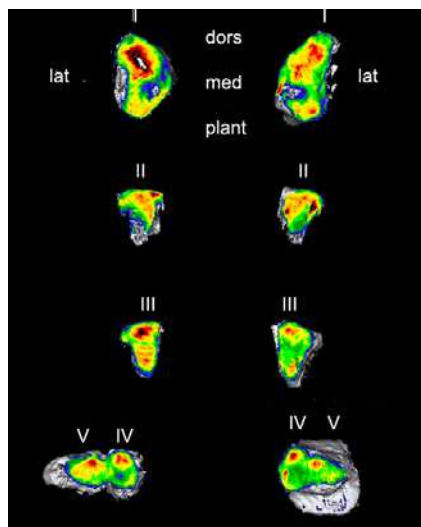 I I
dors
lat med lat
plant
II II
III III
V IV IV V